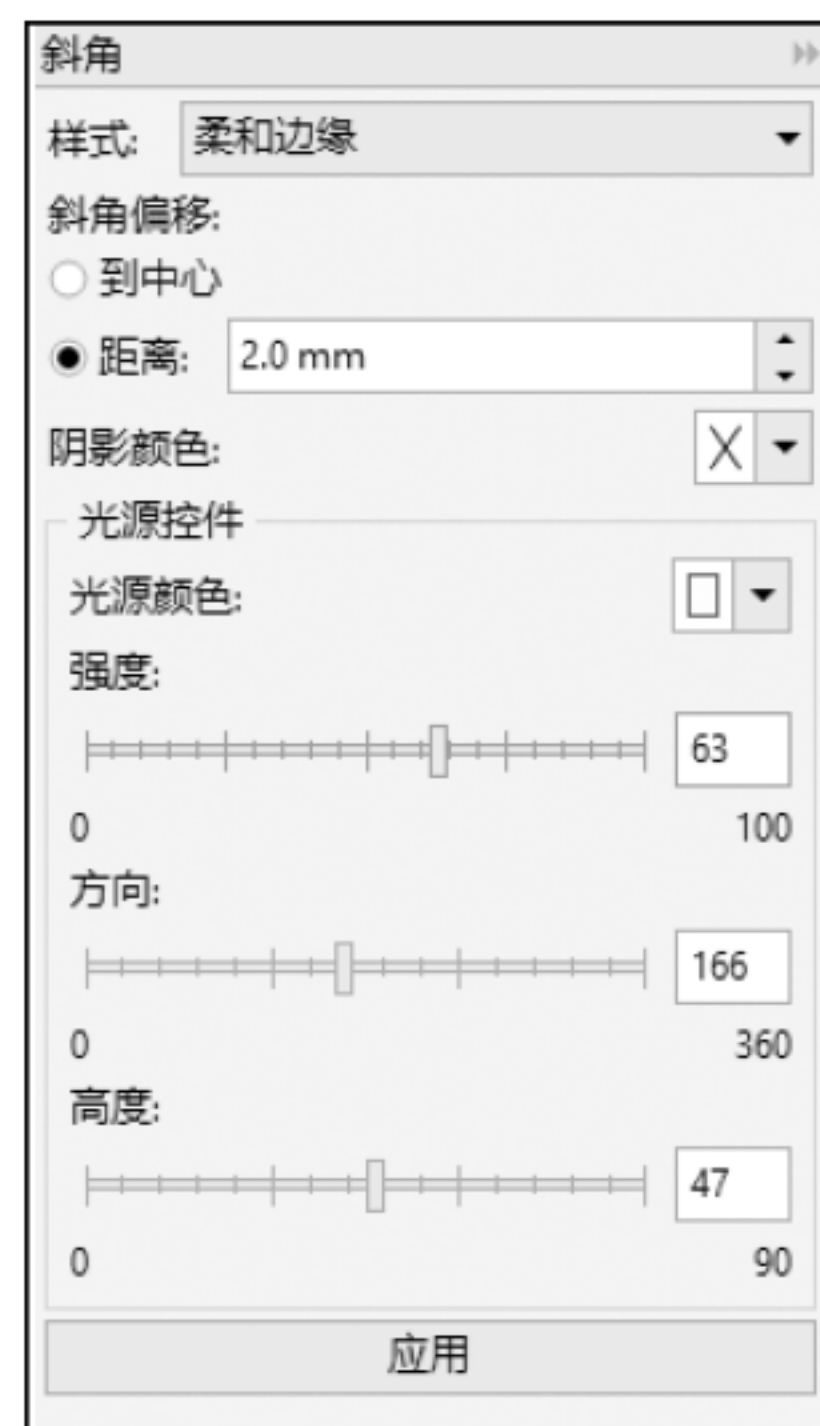 斜角
样式: 柔和边缘
斜角偏移:
到中心
距离: 2.0 mm
阴影颜色:
光源控件
光源颜色:
强度:
63
0 100
方向:
166
0 360
高度:
47
0 90
应用